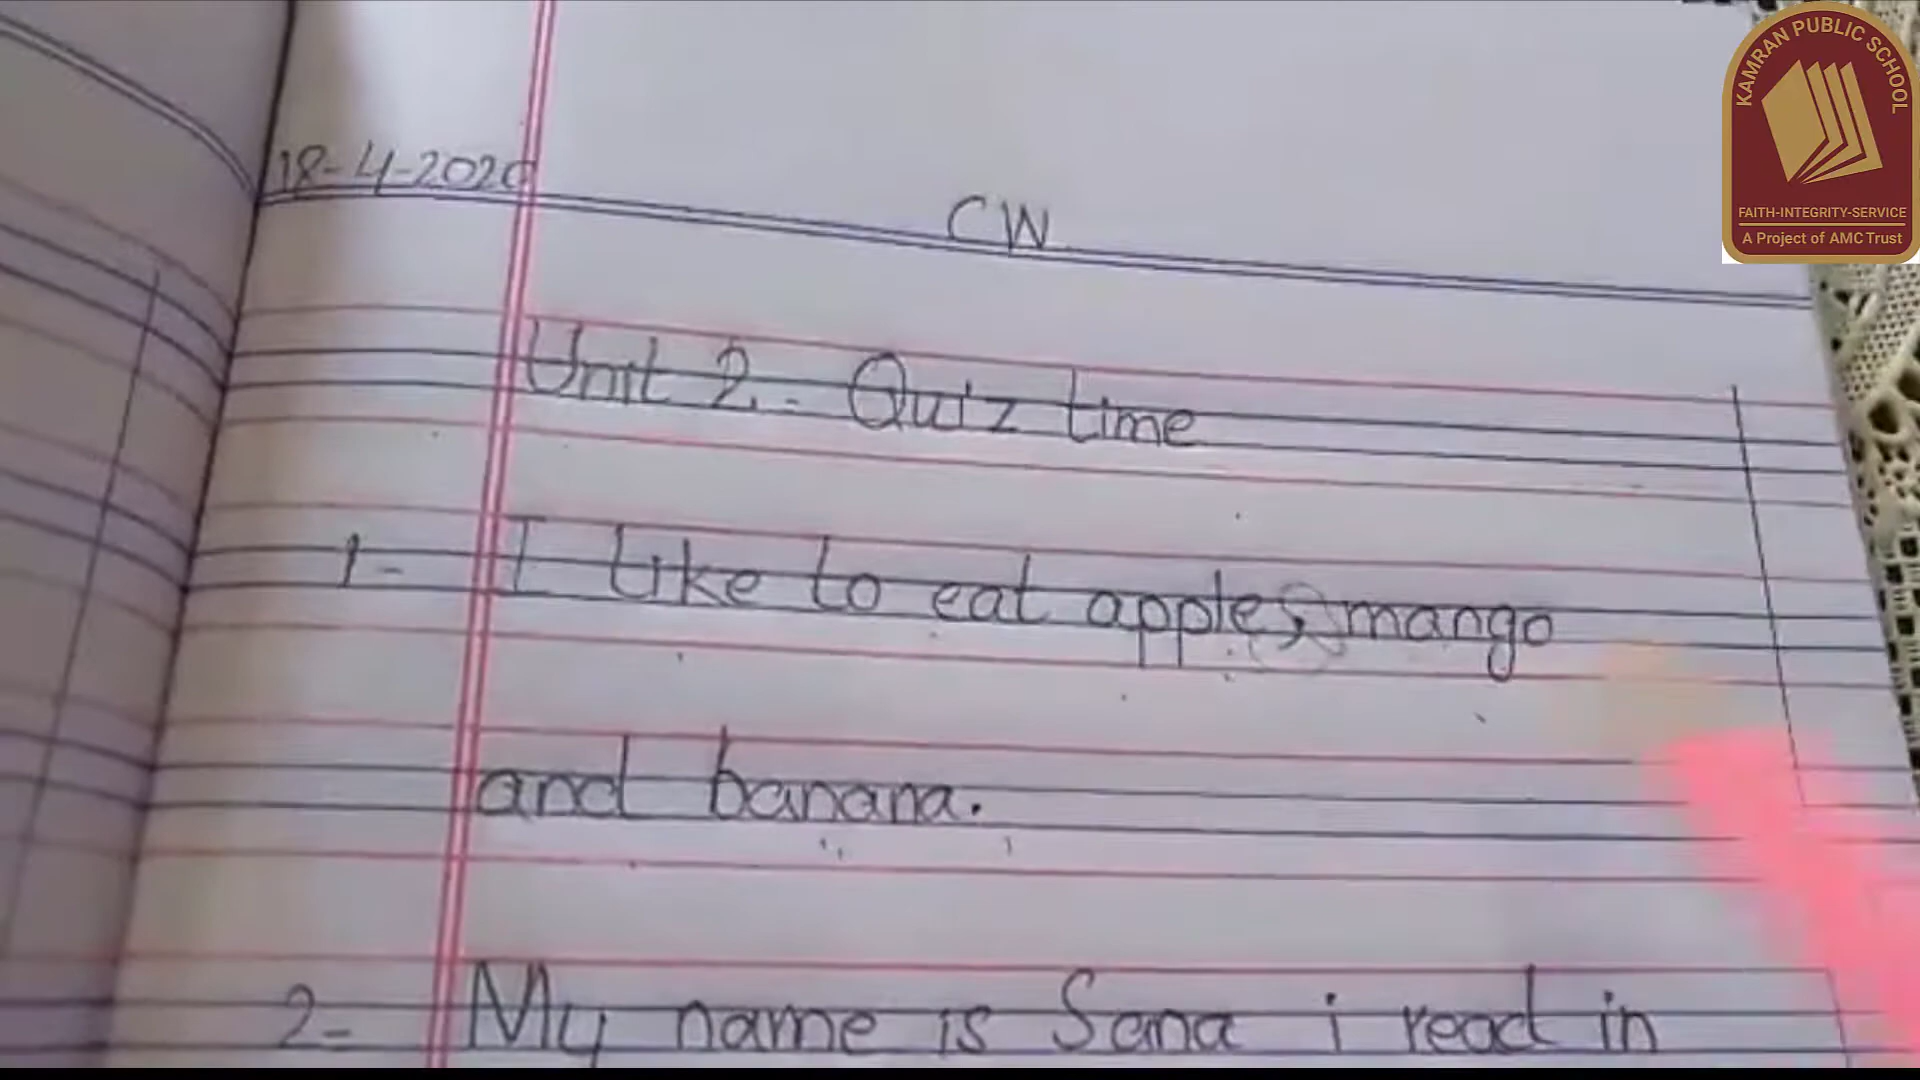 KAMRAN PUBLIC SCHOOL
FAITH-INTEGRITY-SERVICE
A Project of AMC Trust
18-4-2020
CW
Unit 2.- Quiz time
1- I like to eat apple, mango
and banana.
2- My name is Sana i read in